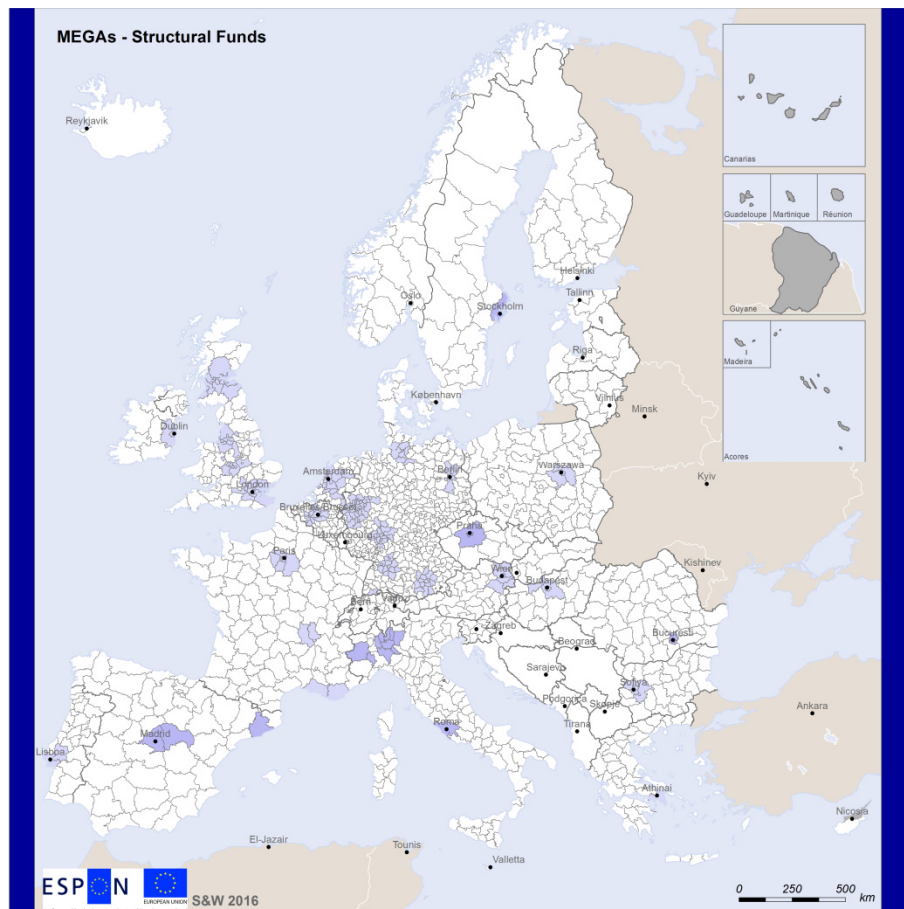 MEGAs - Structural Funds
Reykjavik
Canarias
Guadeloupe
Martinique
Réunion
Guyane
Madeira
Acores
Helsinki
Oslo
Tallinn
Stockholm
Riga
København
Vilnius
Minsk
Dublin
Amsterdam
Berlin
Warszawa
London
Kyiv
Bruxelles/Brussel
Praha
Luxembourg
Paris
Kishinev
Wien
Budapest
Bern
Vaduz
Zagreb
Bucuresti
Beograd
Sarajevo
Sofiya
Podgorica
Skopje
Ankara
Roma
Tirana
Madrid
Lisboa
Athinai
Nicosia
El-Jazair
Tounis
Valletta
ESPON
EUROPEAN UNION
S&W 2016
0 250 500
km